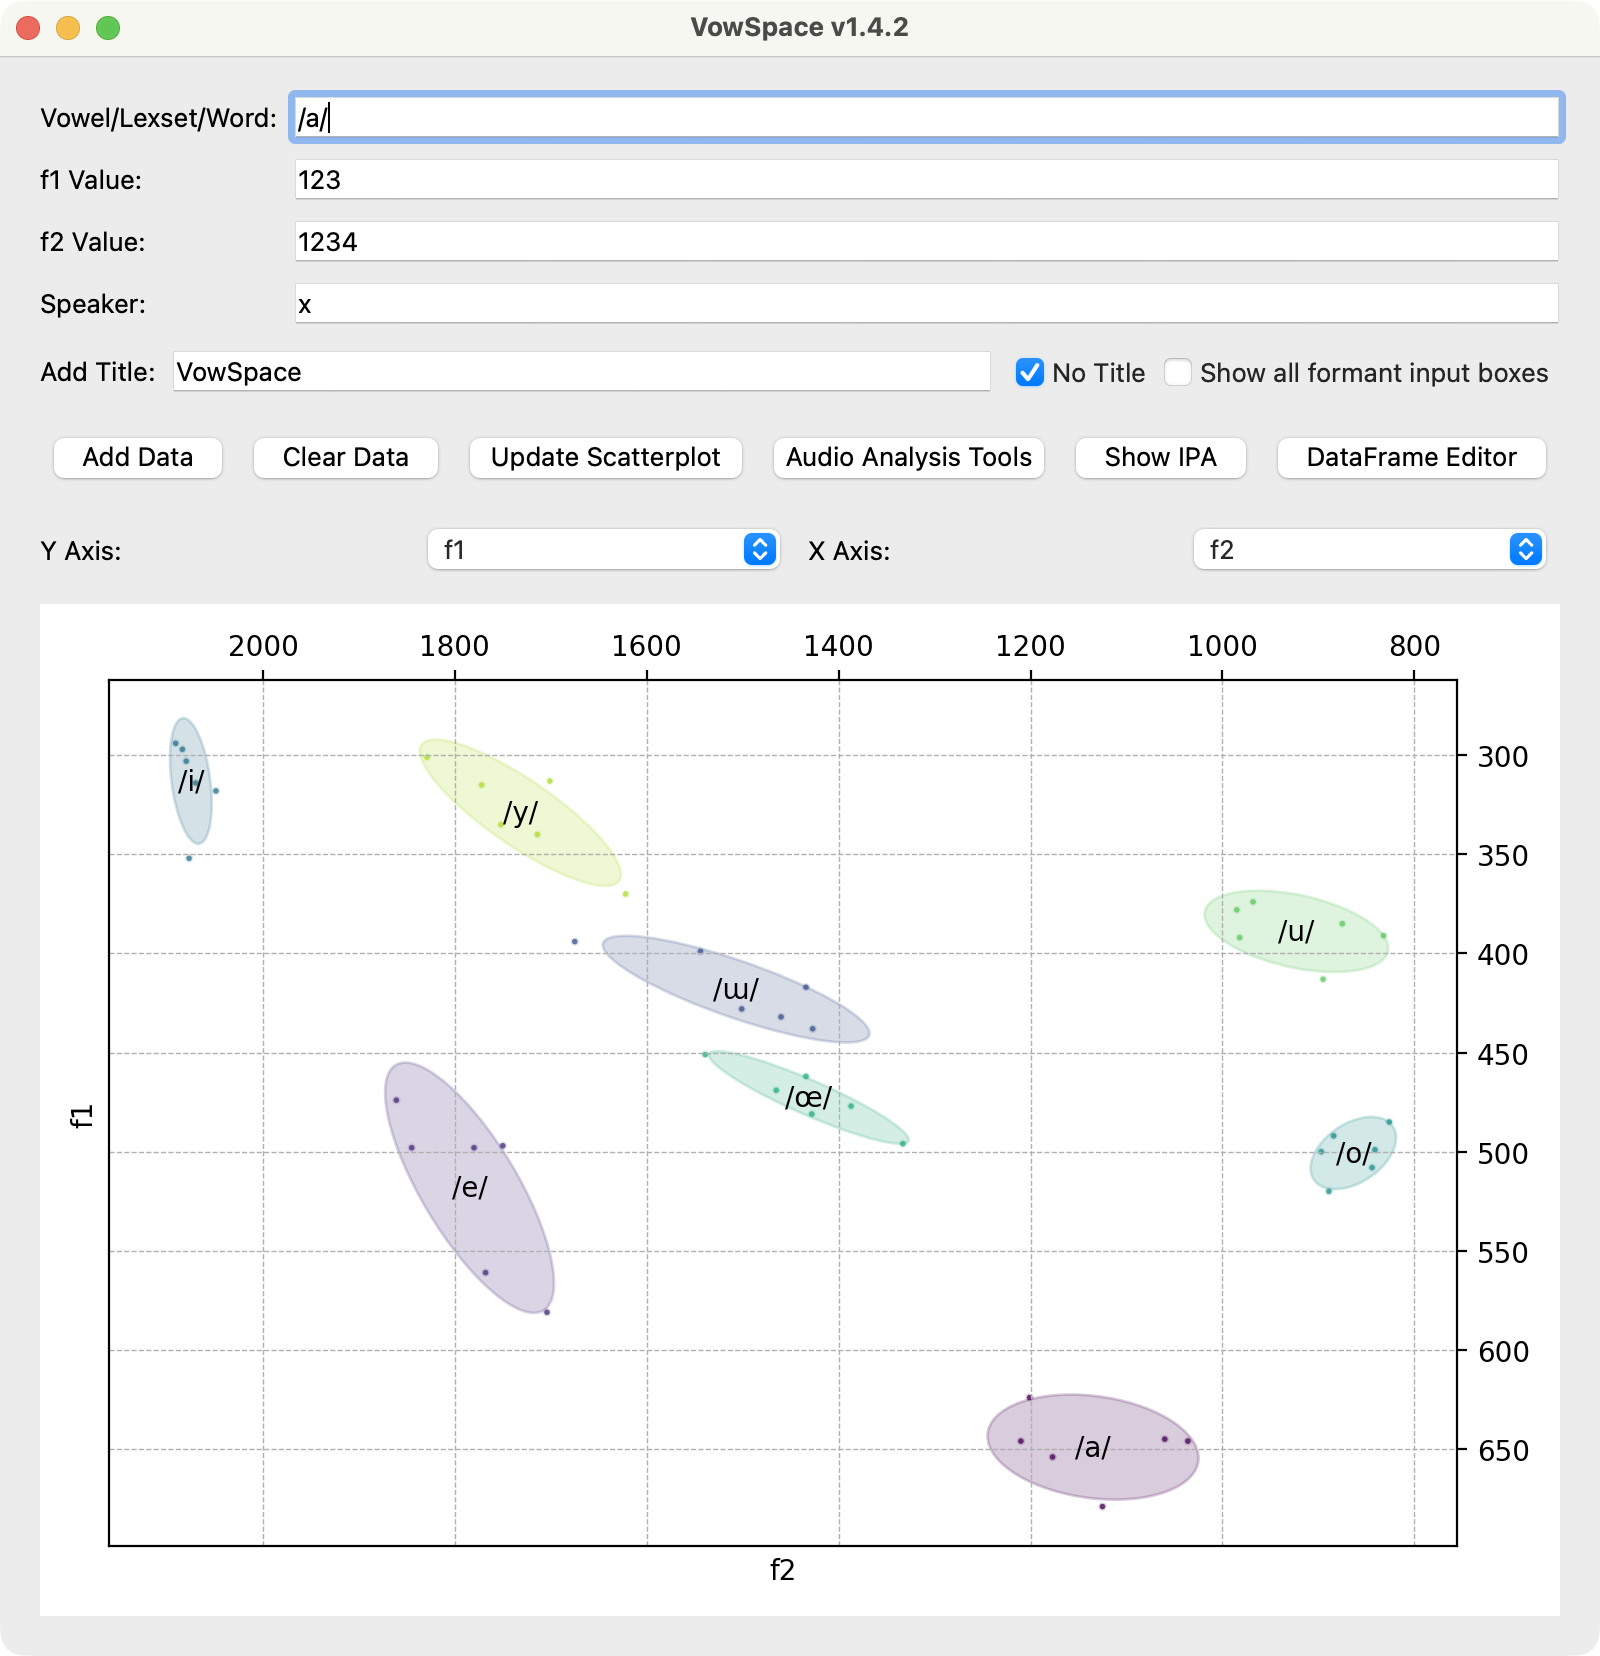 VowSpace v1.4.2
Vowel/Lexset/Word: /a/
f1 Value: 123
f2 Value: 1234
Speaker: x
Add Title: VowSpace No Title Show all formant input boxes
Add Data Clear Data Update Scatterplot Audio Analysis Tools Show IPA DataFrame Editor
Y Axis: f1 X Axis: f2
2000 1800 1600 1400 1200 1000 800
300
/i/
/y/
350
/u/
400
/ɯ/
450
/œ/
f1
500
/o/
/e/
550
600
/a/
650
f2